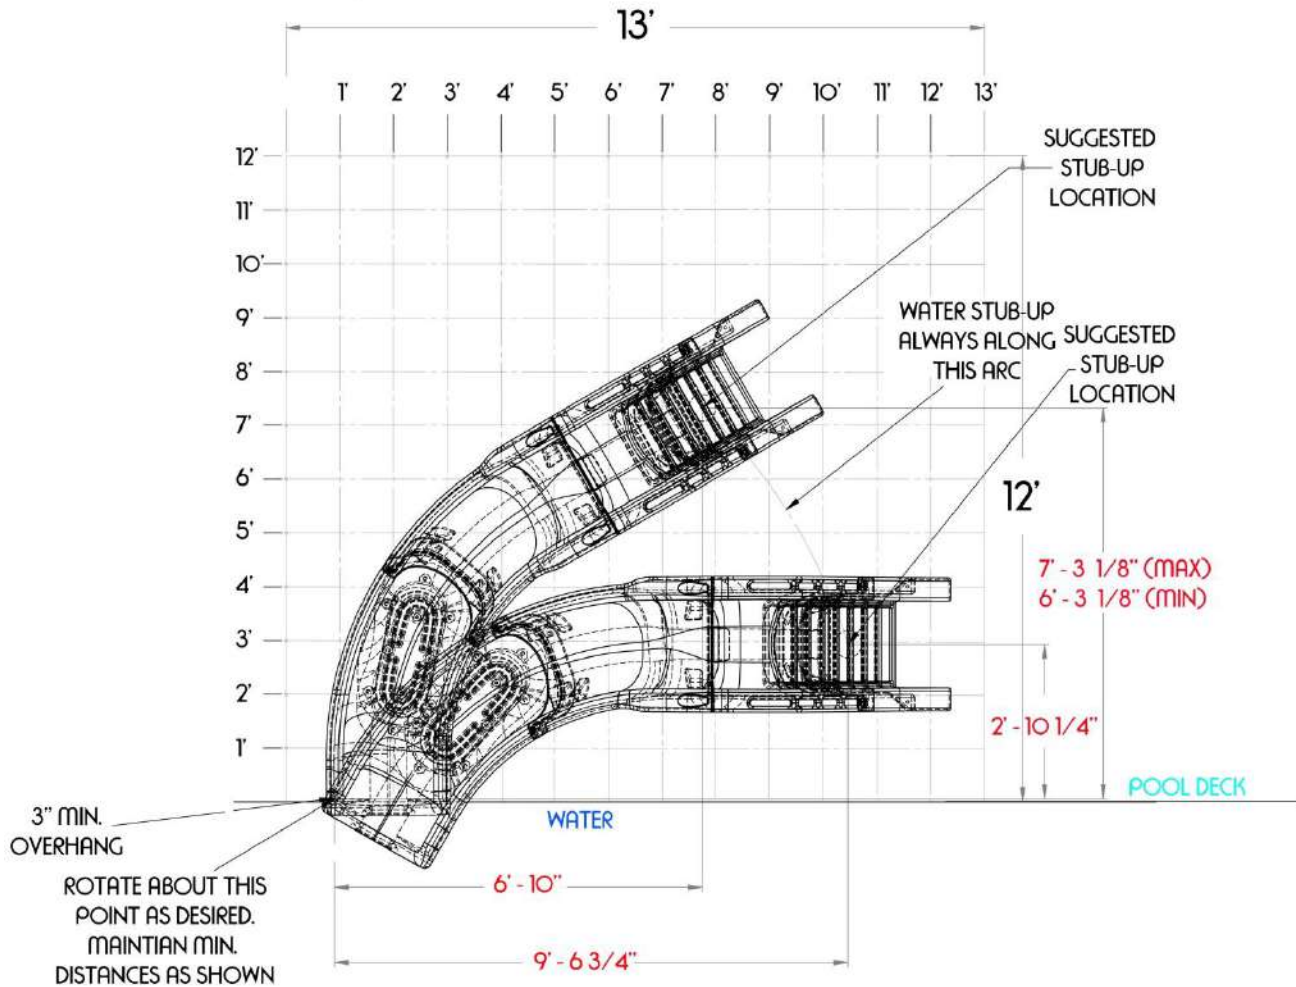 13'
1' 2' 3' 4' 5' 6' 7' 8' 9' 10' 11' 12' 13'
SUGGESTED
STUB-UP
LOCATION
12'
11'
10'
9'
8'
7'
6'
5'
4'
3'
2'
1'
WATER STUB-UP
ALWAYS ALONG
THIS ARC
SUGGESTED
STUB-UP
LOCATION
12'
7' - 3 1/8" (MAX)
6' - 3 1/8" (MIN)
2' - 10 1/4"
POOL DECK
WATER
3" MIN.
OVERHANG
ROTATE ABOUT THIS
POINT AS DESIRED.
MAINTIAN MIN.
DISTANCES AS SHOWN
6' - 10"
9' - 6 3/4"